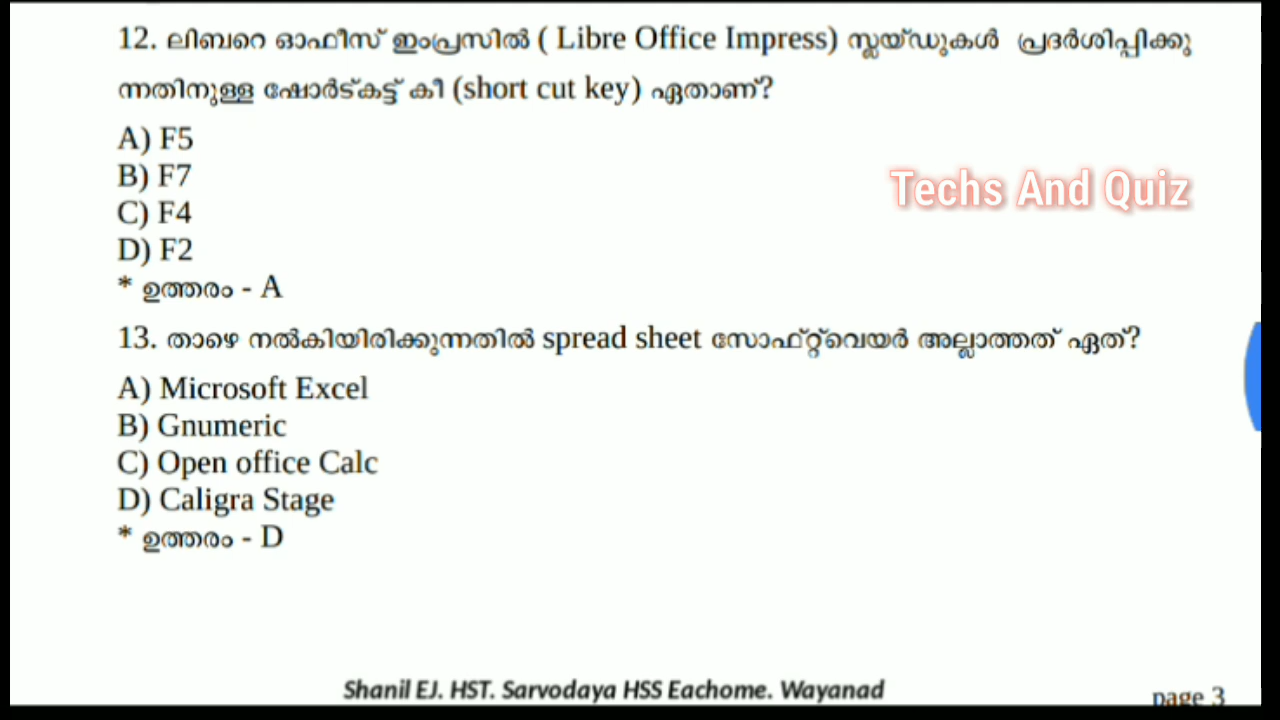 12. ലിബറെ ഓഫീസ് ഇംപ്രസിൽ ( Libre Office Impress) സ്ലയ്ഡുകൾ പ്രദർശിപ്പിക്കു
ന്നതിനുള്ള ഷോർട്കട്ട് കീ (short cut key) ഏതാണ്?
A) F5
B) F7
Techs And Quiz
C) F4
D) F2
* ഉത്തരം - A
13. താഴെ നൽകിയിരിക്കുന്നതിൽ spread sheet സോഫ്റ്റ്‌വെയർ അല്ലാത്തത് ഏത്?
A) Microsoft Excel
B) Gnumeric
C) Open office Calc
D) Caligra Stage
* ഉത്തരം - D
Shanil EJ. HST. Sarvodaya HSS Eachome. Wayanad
page 3